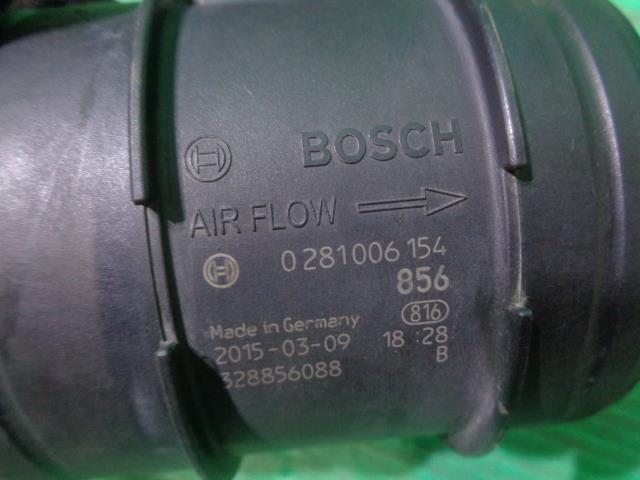 BOSCH
AIR FLOW
0 281 006 154
856
816
Made in Germany
2015-03-09 18:28
B
328856088